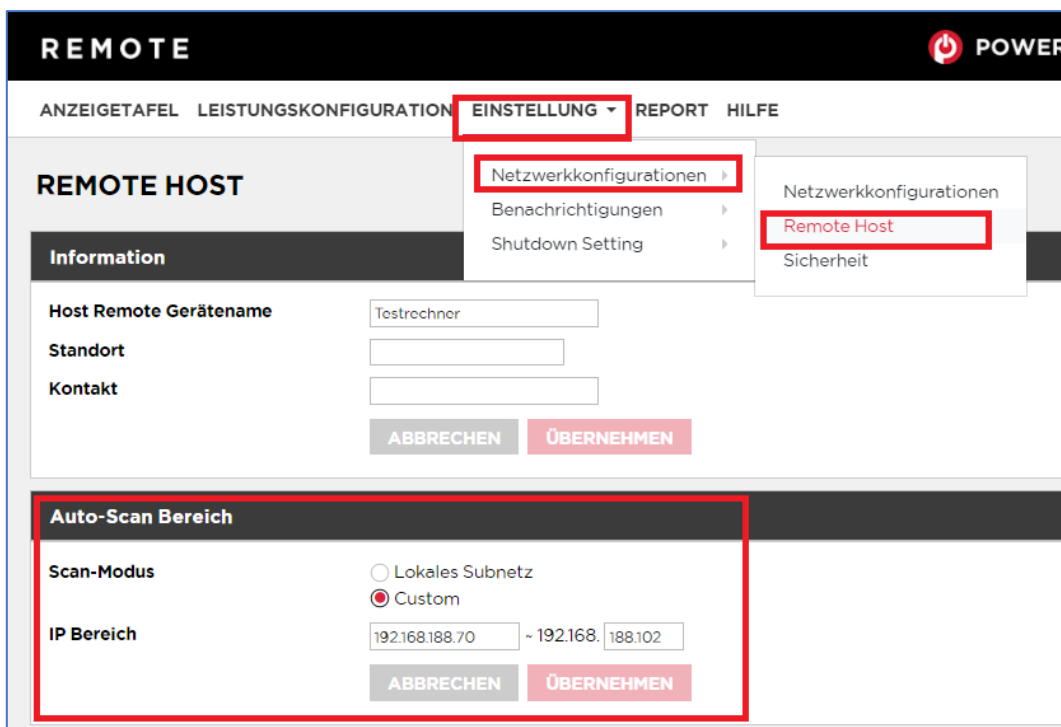 REMOTE
POWER
ANZEIGETAFEL LEISTUNGSKONFIGURATION EINSTELLUNG REPORT HILFE
REMOTE HOST
Netzwerkkonfigurationen
Benachrichtigungen
Shutdown Setting
Netzwerkkonfigurationen
Remote Host
Sicherheit
Information
Host Remote Gerätename Testrechner
Standort
Kontakt
ABBRECHEN ÜBERNEHMEN
Auto-Scan Bereich
Scan-Modus Lokales Subnetz
Custom
IP Bereich 192.168.188.70 ~ 192.168. 188.102
ABBRECHEN ÜBERNEHMEN